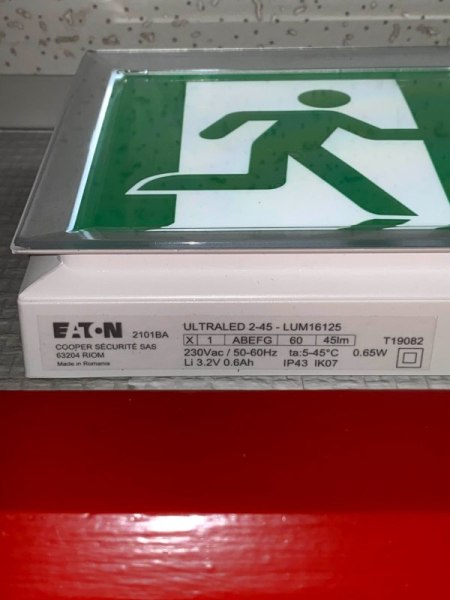 EATON 2101BA
COOPER SÉCURITÉ SAS
63204 RIOM
Made in Romania
ULTRALED 2-45 - LUM16125
X 1 ABEFG 60 45lm T19082
230Vac / 50-60Hz ta:5-45°C 0.65W
Li 3.2V 0.6Ah IP43 IK07